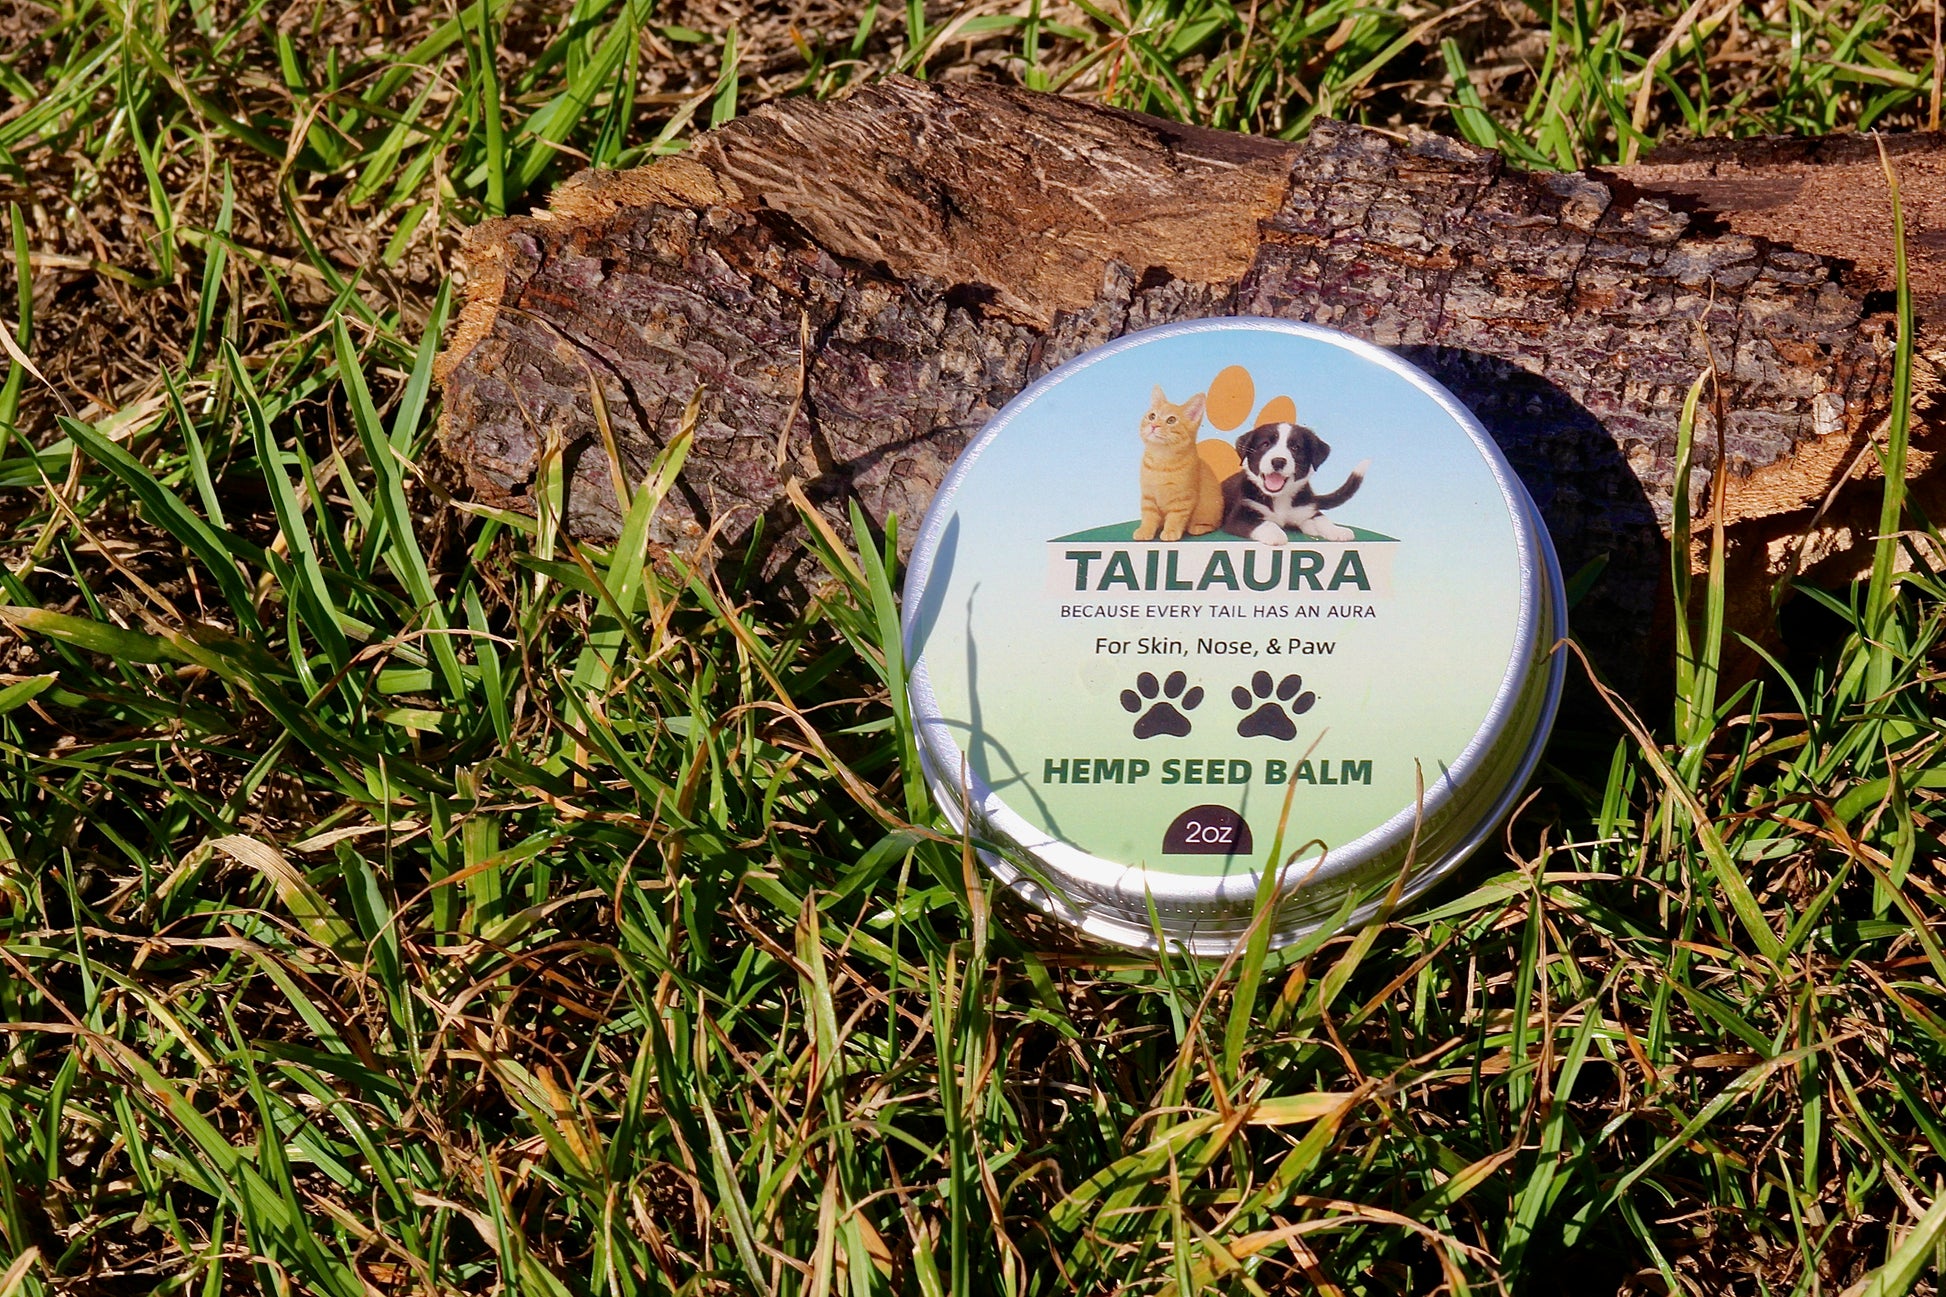 TAILAURA
BECAUSE EVERY TAIL HAS AN AURA
For Skin, Nose, & Paw
HEMP SEED BALM
2oz